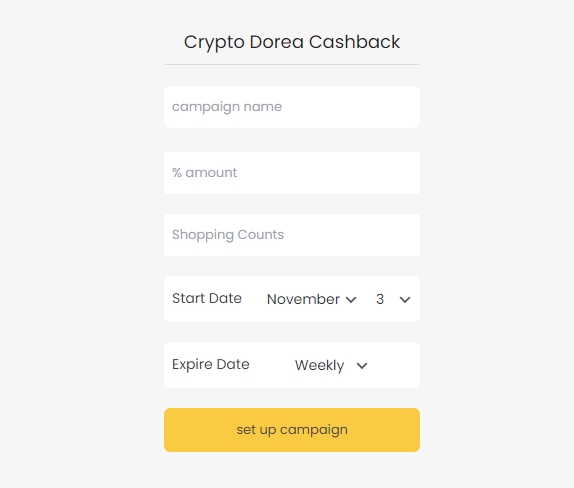 Crypto Dorea Cashback
campaign name
% amount
Shopping Counts
Start Date November 3
Expire Date Weekly
set up campaign